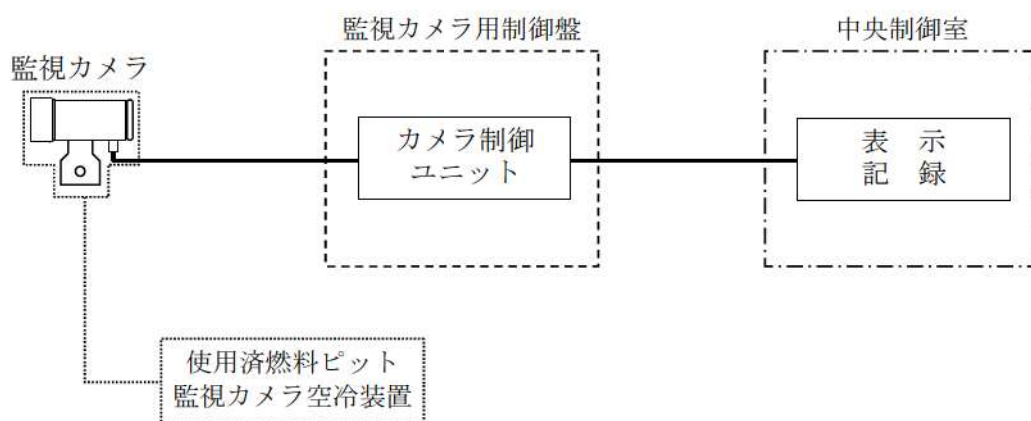 監視カメラ
監視カメラ用制御盤
カメラ制御
ユニット
中央制御室
表　示
記　録
使用済燃料ピット
監視カメラ空冷装置